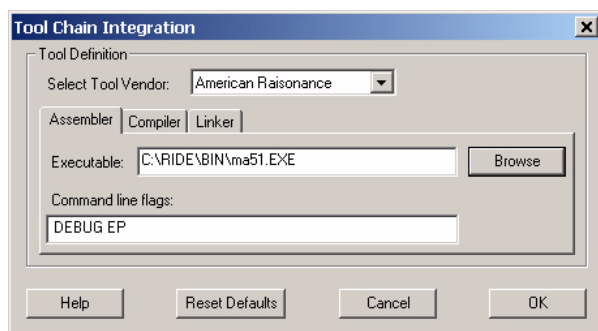 Tool Chain Integration
Tool Definition
Select Tool Vendor: American Raisonance
Assembler Compiler Linker
Executable: C:\RIDE\BIN\ma51.EXE Browse
Command line flags:
DEBUG EP
Help Reset Defaults Cancel OK